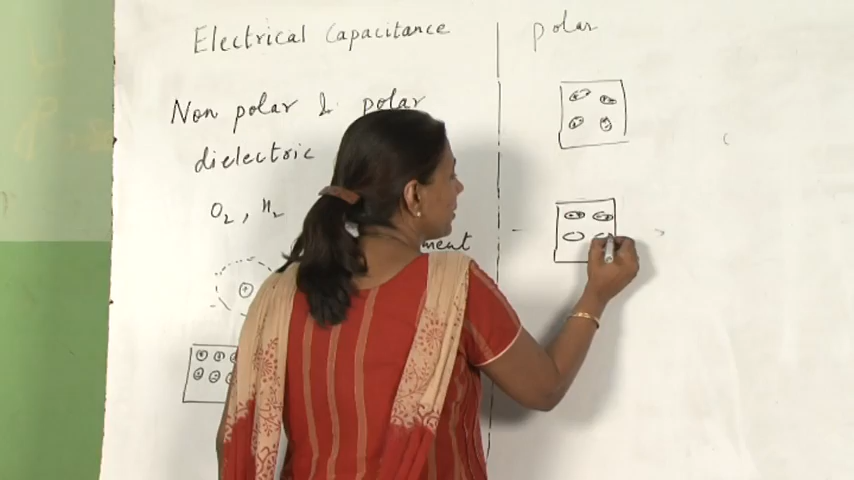 Electrical Capacitance
Non polar & polar
dielectric
O2, H2
ment
polar